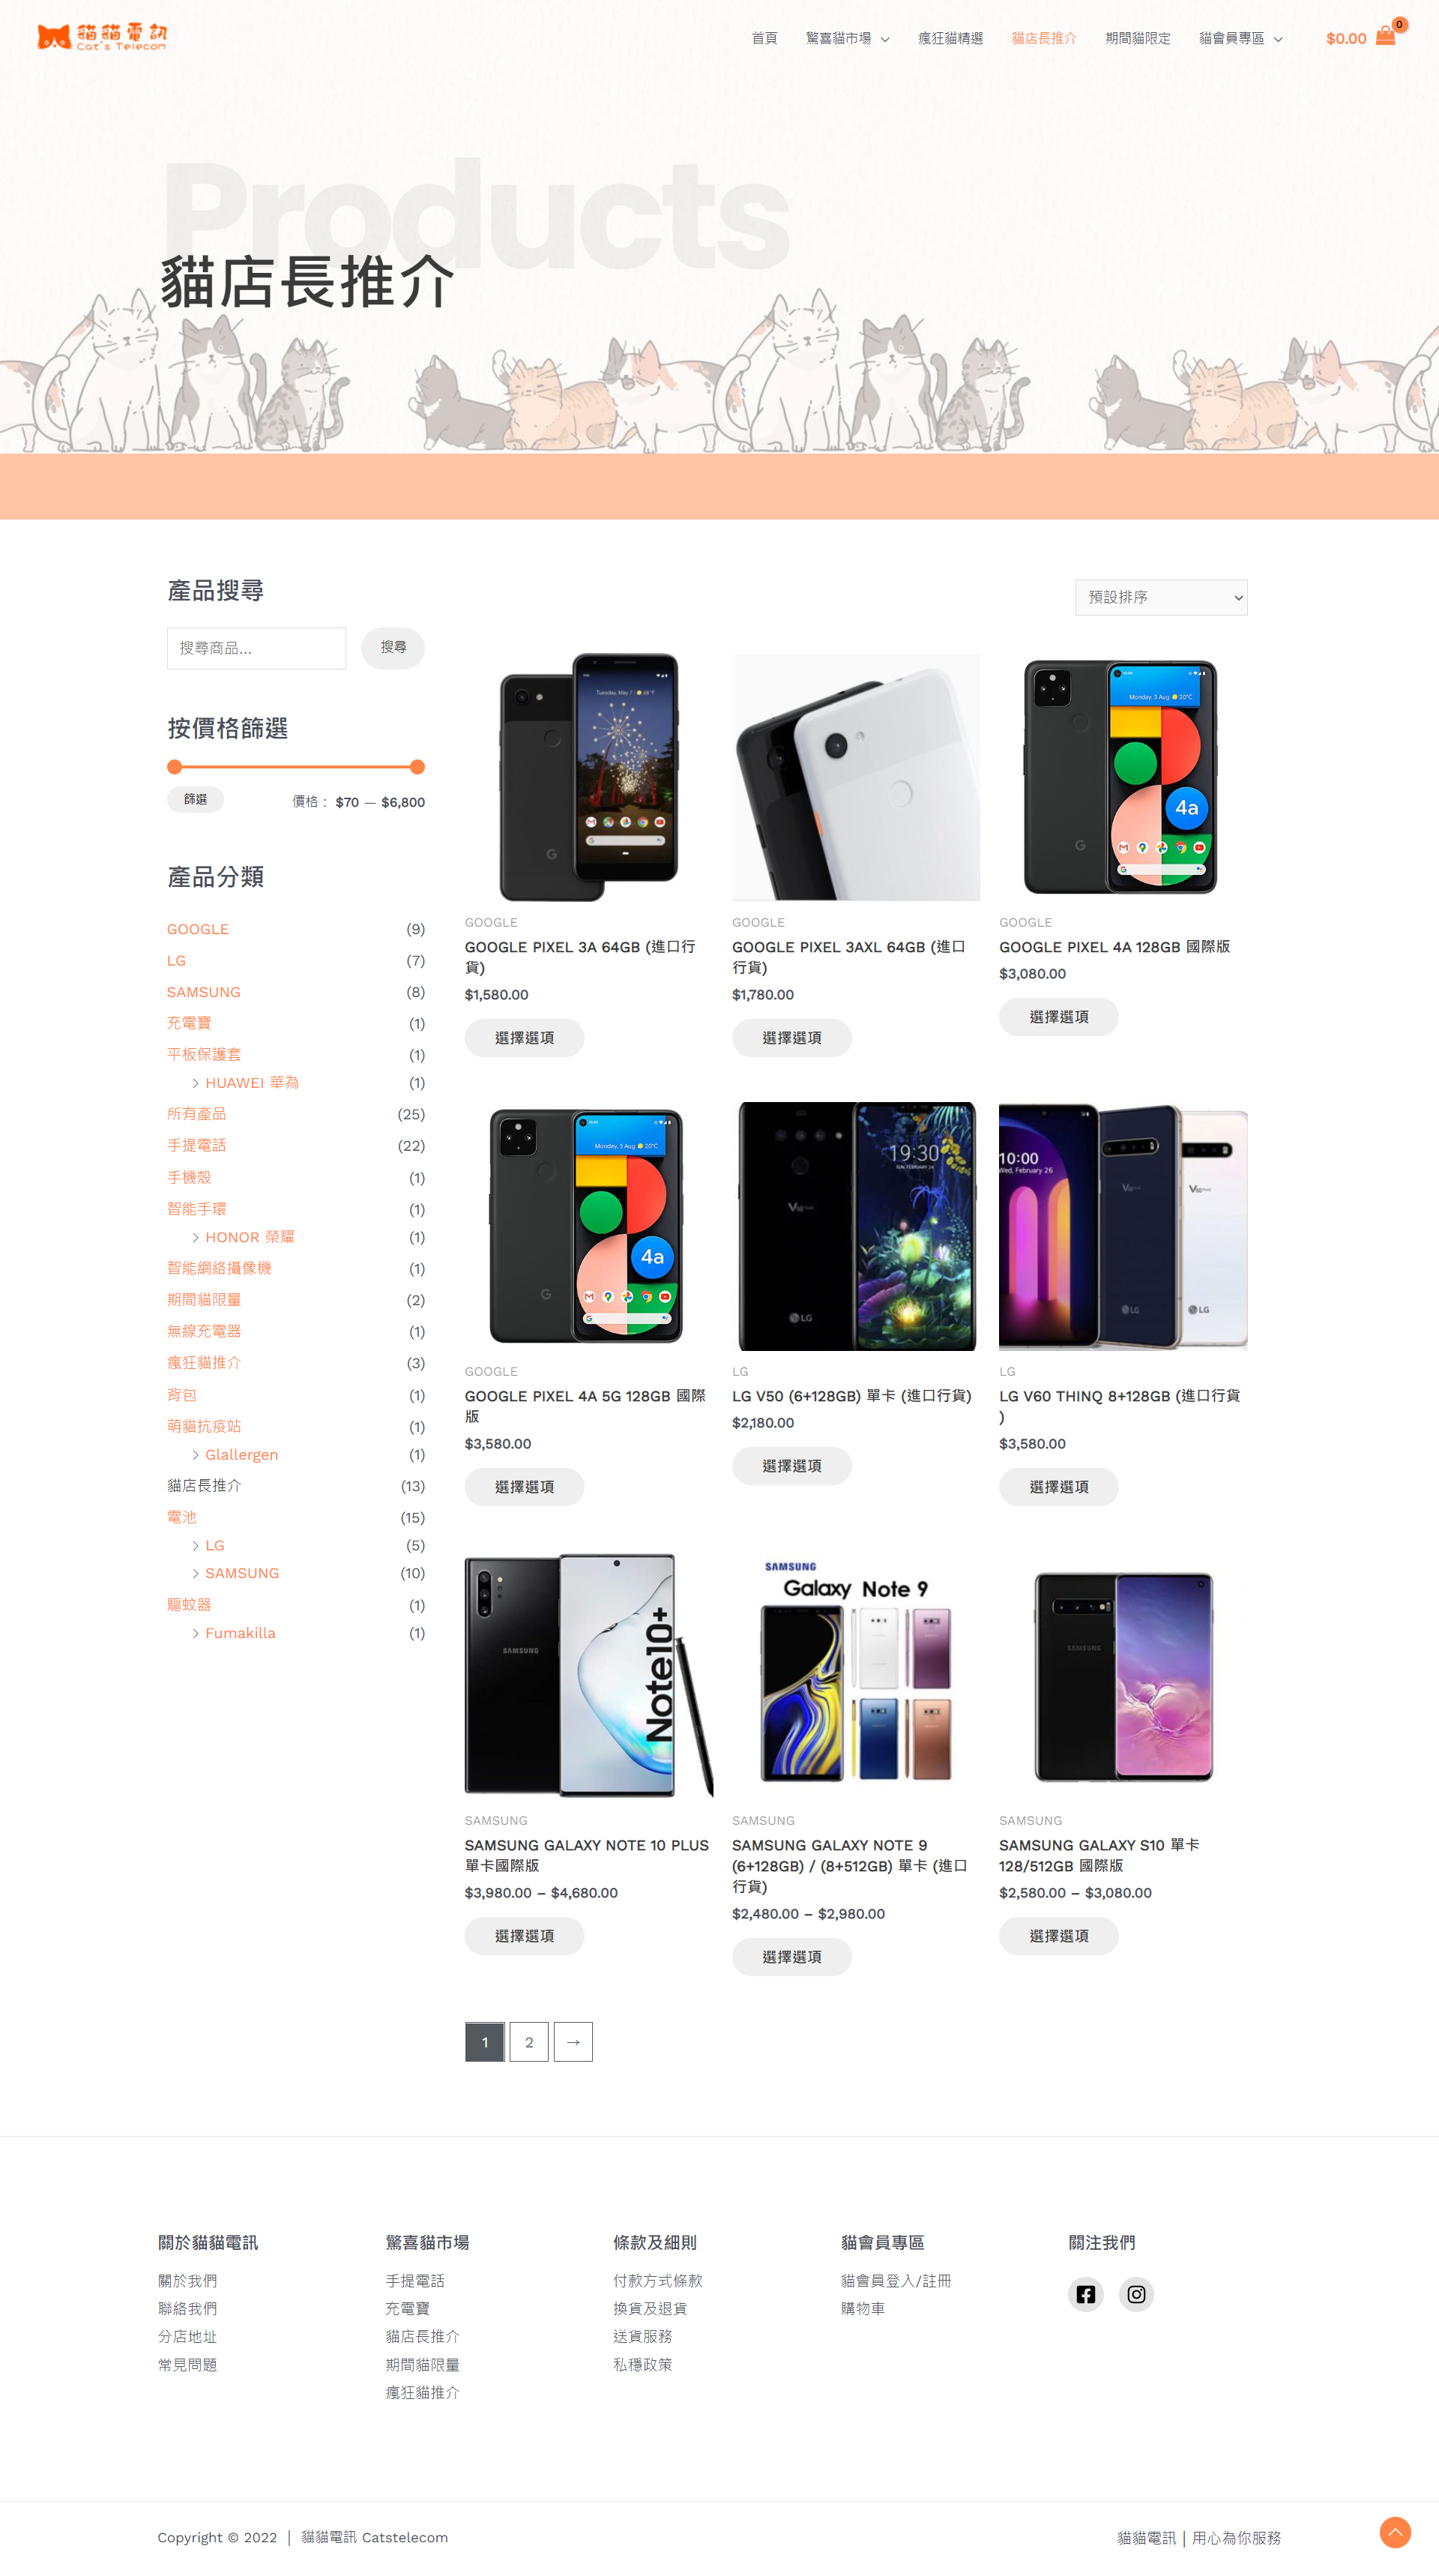 貓貓電訊
Cat's Telecom
首頁
驚喜貓市場
瘋狂貓精選
貓店長推介
期間貓限定
貓會員專區
$0.00
0
Products
貓店長推介
產品搜尋
搜尋商品...
搜尋
按價格篩選
篩選
價格： $70 — $6,800
產品分類
GOOGLE (9)
LG (7)
SAMSUNG (8)
充電寶 (1)
平板保護套 (1)
HUAWEI 華為 (1)
所有產品 (25)
手提電話 (22)
手機殼 (1)
智能手環 (1)
HONOR 榮耀 (1)
智能網絡攝像機 (1)
期間貓限量 (2)
無線充電器 (1)
瘋狂貓推介 (3)
背包 (1)
萌貓抗疫站 (1)
Glallergen (1)
貓店長推介 (13)
電池 (15)
LG (5)
SAMSUNG (10)
驅蚊器 (1)
Fumakilla (1)
預設排序
GOOGLE
GOOGLE PIXEL 3A 64GB (進口行
貨)
$1,580.00
選擇選項
GOOGLE
GOOGLE PIXEL 3AXL 64GB (進口
行貨)
$1,780.00
選擇選項
4a
GOOGLE
GOOGLE PIXEL 4A 128GB 國際版
$3,080.00
選擇選項
4a
GOOGLE
GOOGLE PIXEL 4A 5G 128GB 國際
版
$3,580.00
選擇選項
19:30
LG
LG
LG V50 (6+128GB) 單卡 (進口行貨)
$2,180.00
選擇選項
10:00
Wed, February 26
LG
LG
LG
LG V60 THINQ 8+128GB (進口行貨
)
$3,580.00
選擇選項
SAMSUNG
Note10+
SAMSUNG
SAMSUNG GALAXY NOTE 10 PLUS
單卡國際版
$3,980.00 – $4,680.00
選擇選項
SAMSUNG
Galaxy Note 9
SAMSUNG
SAMSUNG GALAXY NOTE 9
(6+128GB) / (8+512GB) 單卡 (進口
行貨)
$2,480.00 – $2,980.00
選擇選項
SAMSUNG
SAMSUNG
SAMSUNG GALAXY S10 單卡
128/512GB 國際版
$2,580.00 – $3,080.00
選擇選項
1
2
→
關於貓貓電訊
關於我們
聯絡我們
分店地址
常見問題
驚喜貓市場
手提電話
充電寶
貓店長推介
期間貓限量
瘋狂貓推介
條款及細則
付款方式條款
換貨及退貨
送貨服務
私穩政策
貓會員專區
貓會員登入/註冊
購物車
關注我們
Copyright © 2022 ｜ 貓貓電訊 Catstelecom
貓貓電訊 | 用心為你服務